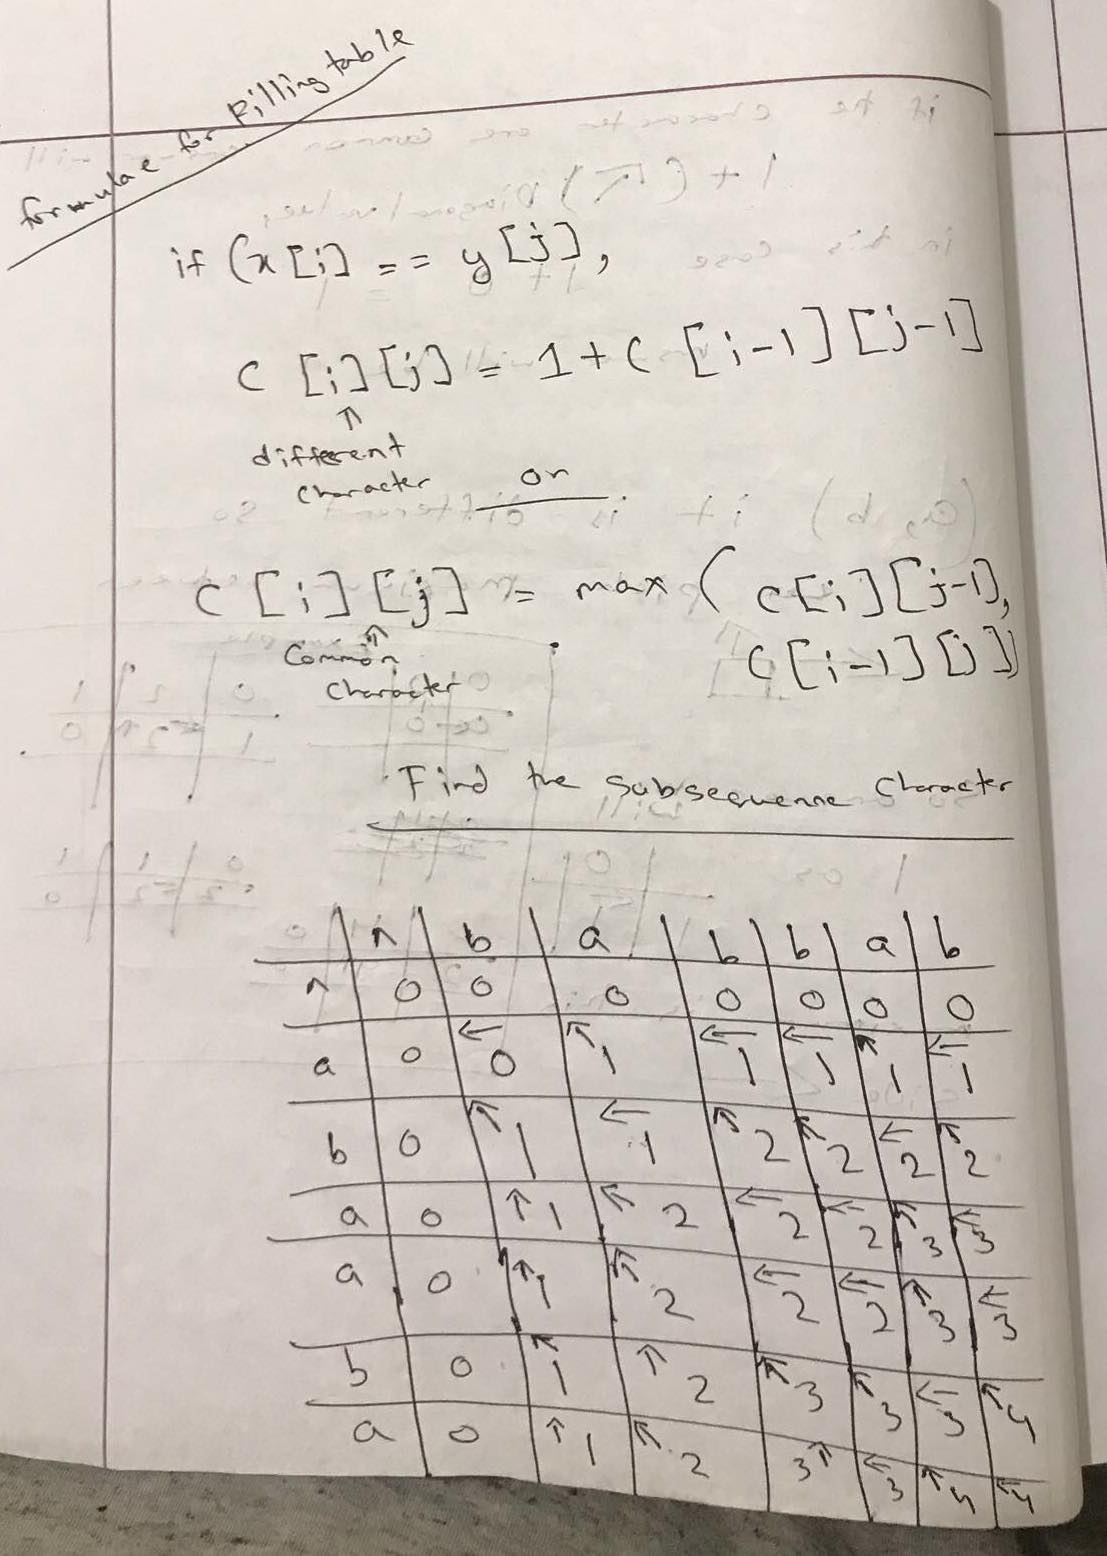 formulae for Filling table
if (x[i] == y[j],
C [i][j] = 1 + C [i-1][j-1]
↑
different
character
or
C [i][j] = max ( C[i][j-1],
C[i-1][j])
↑
Common
character
Find the subsequenne character
^ b a b b a b
^ 0 0 0 0 0 0 0
a 0 ←0 ↖1 ←1 ←1 ↖1 ←1
b 0 ↖1 ←1 ↖2 ↖2 ←2 ↖2
a 0 ↑1 ↖2 ←2 ←2 ↖3 ←3
a 0 ↑1 ↖2 ←2 ←2 ↖3 ←3
b 0 ↖1 ↑2 ↖3 ↖3 ←3 ↖4
a 0 ↑1 ↖2 3↑ ←3 ↖4 ←4